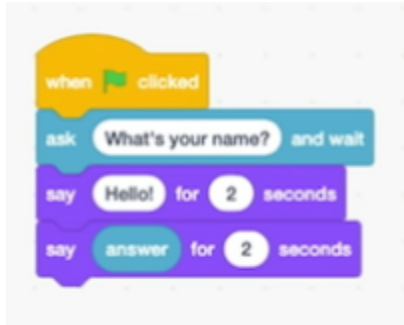 when clicked
ask What's your name? and wait
say Hello! for 2 seconds
say answer for 2 seconds